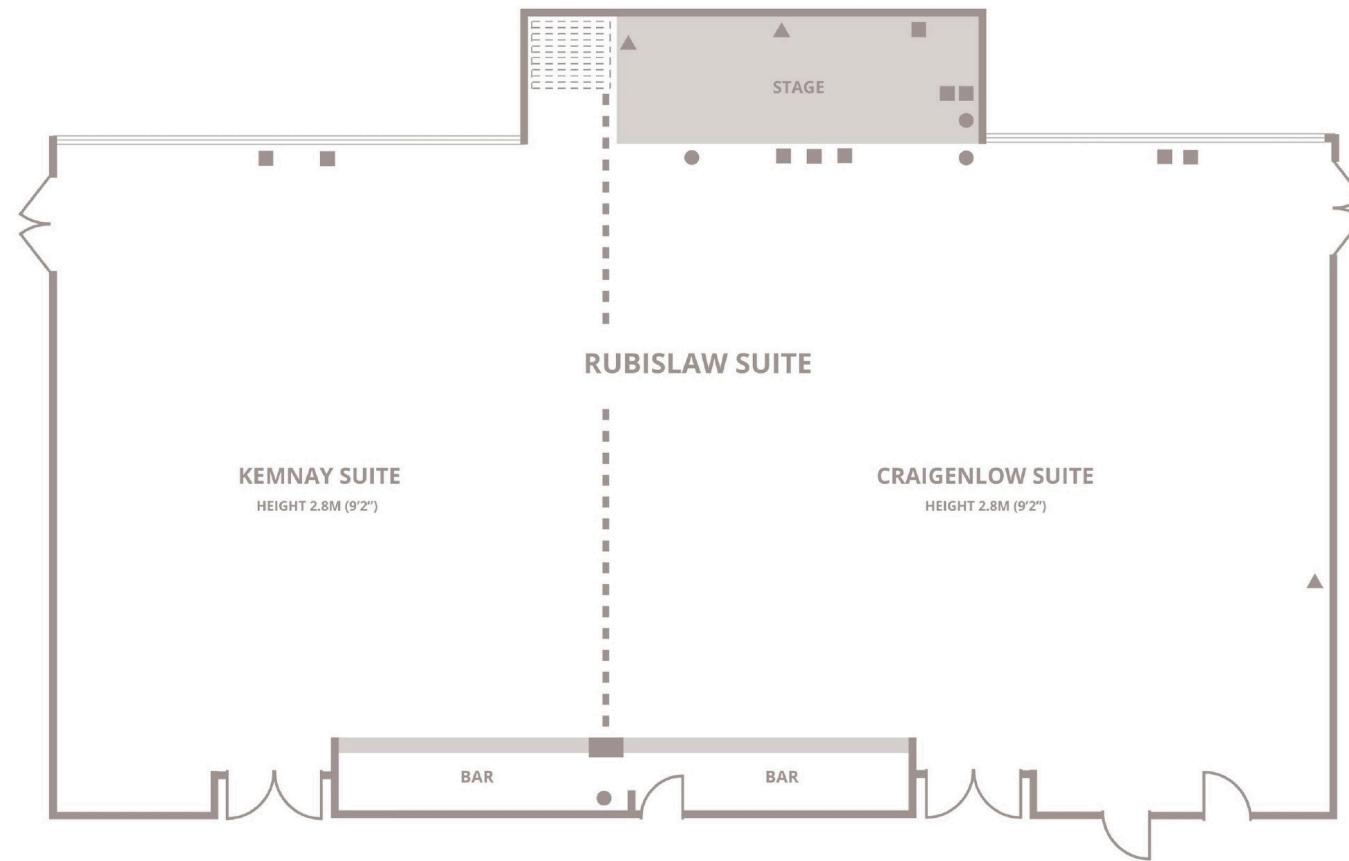 STAGE
RUBISLAW SUITE
KEMNAY SUITE
HEIGHT 2.8M (9’2”)
CRAIGENLOW SUITE
HEIGHT 2.8M (9’2”)
BAR
BAR